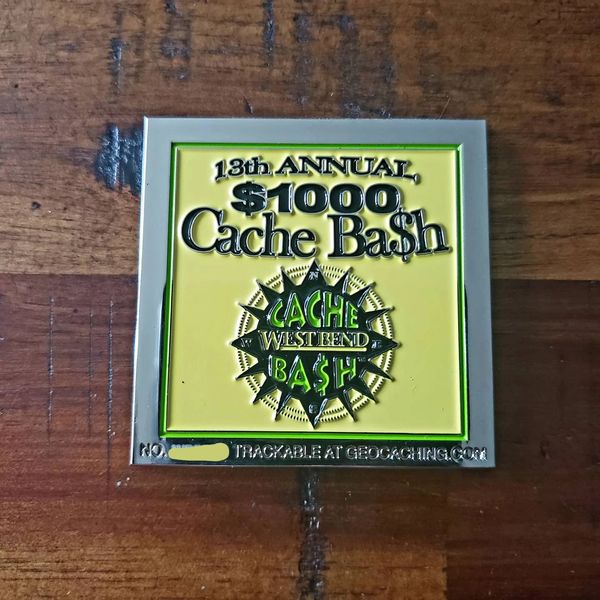 13th ANNUAL
$1000
Cache Ba$h
N
CACHE
W WEST BEND E
BA$H
S
NO. TRACKABLE AT GEOCACHING.COM